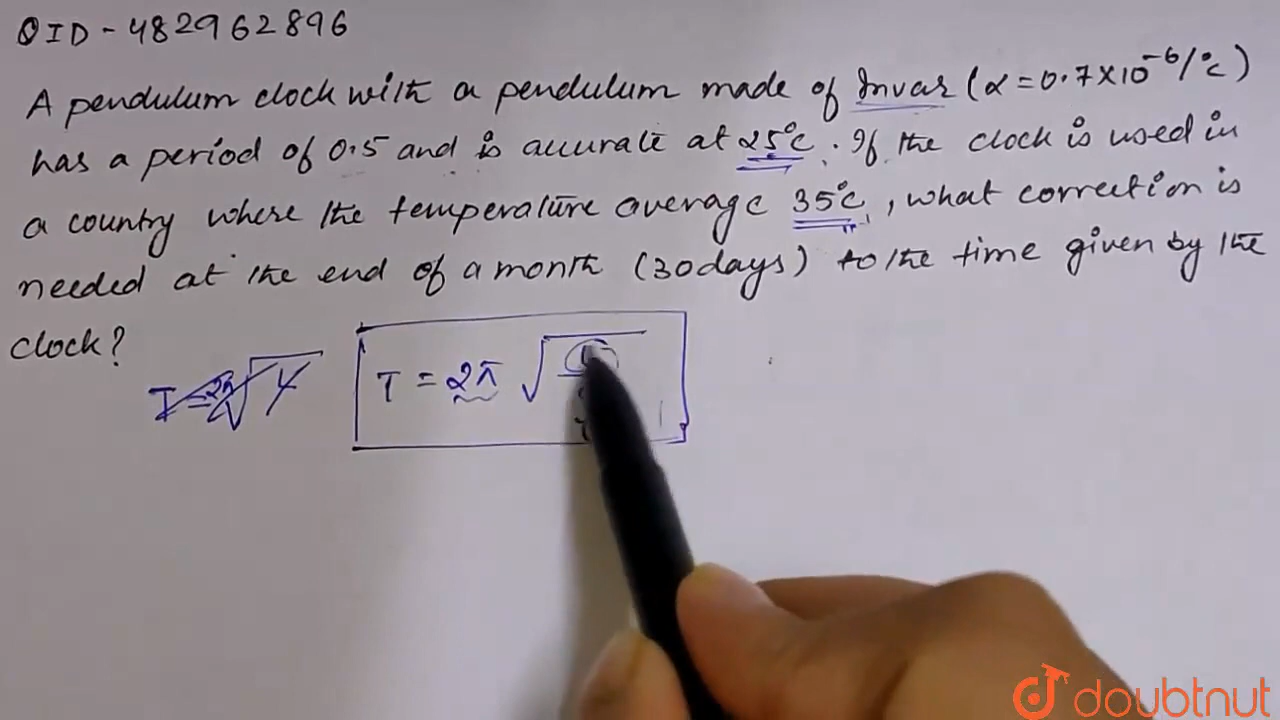 QID - 482962896
A pendulum clock with a pendulum made of Invar (α = 0.7×10⁻⁶/°c)
has a period of 0.5 and is accurate at 25°c. If the clock is used in
a country where the temperature average 35°c, what correction is
needed at the end of a month (30days) to the time given by the
clock?
T = 2π √
doubtnut